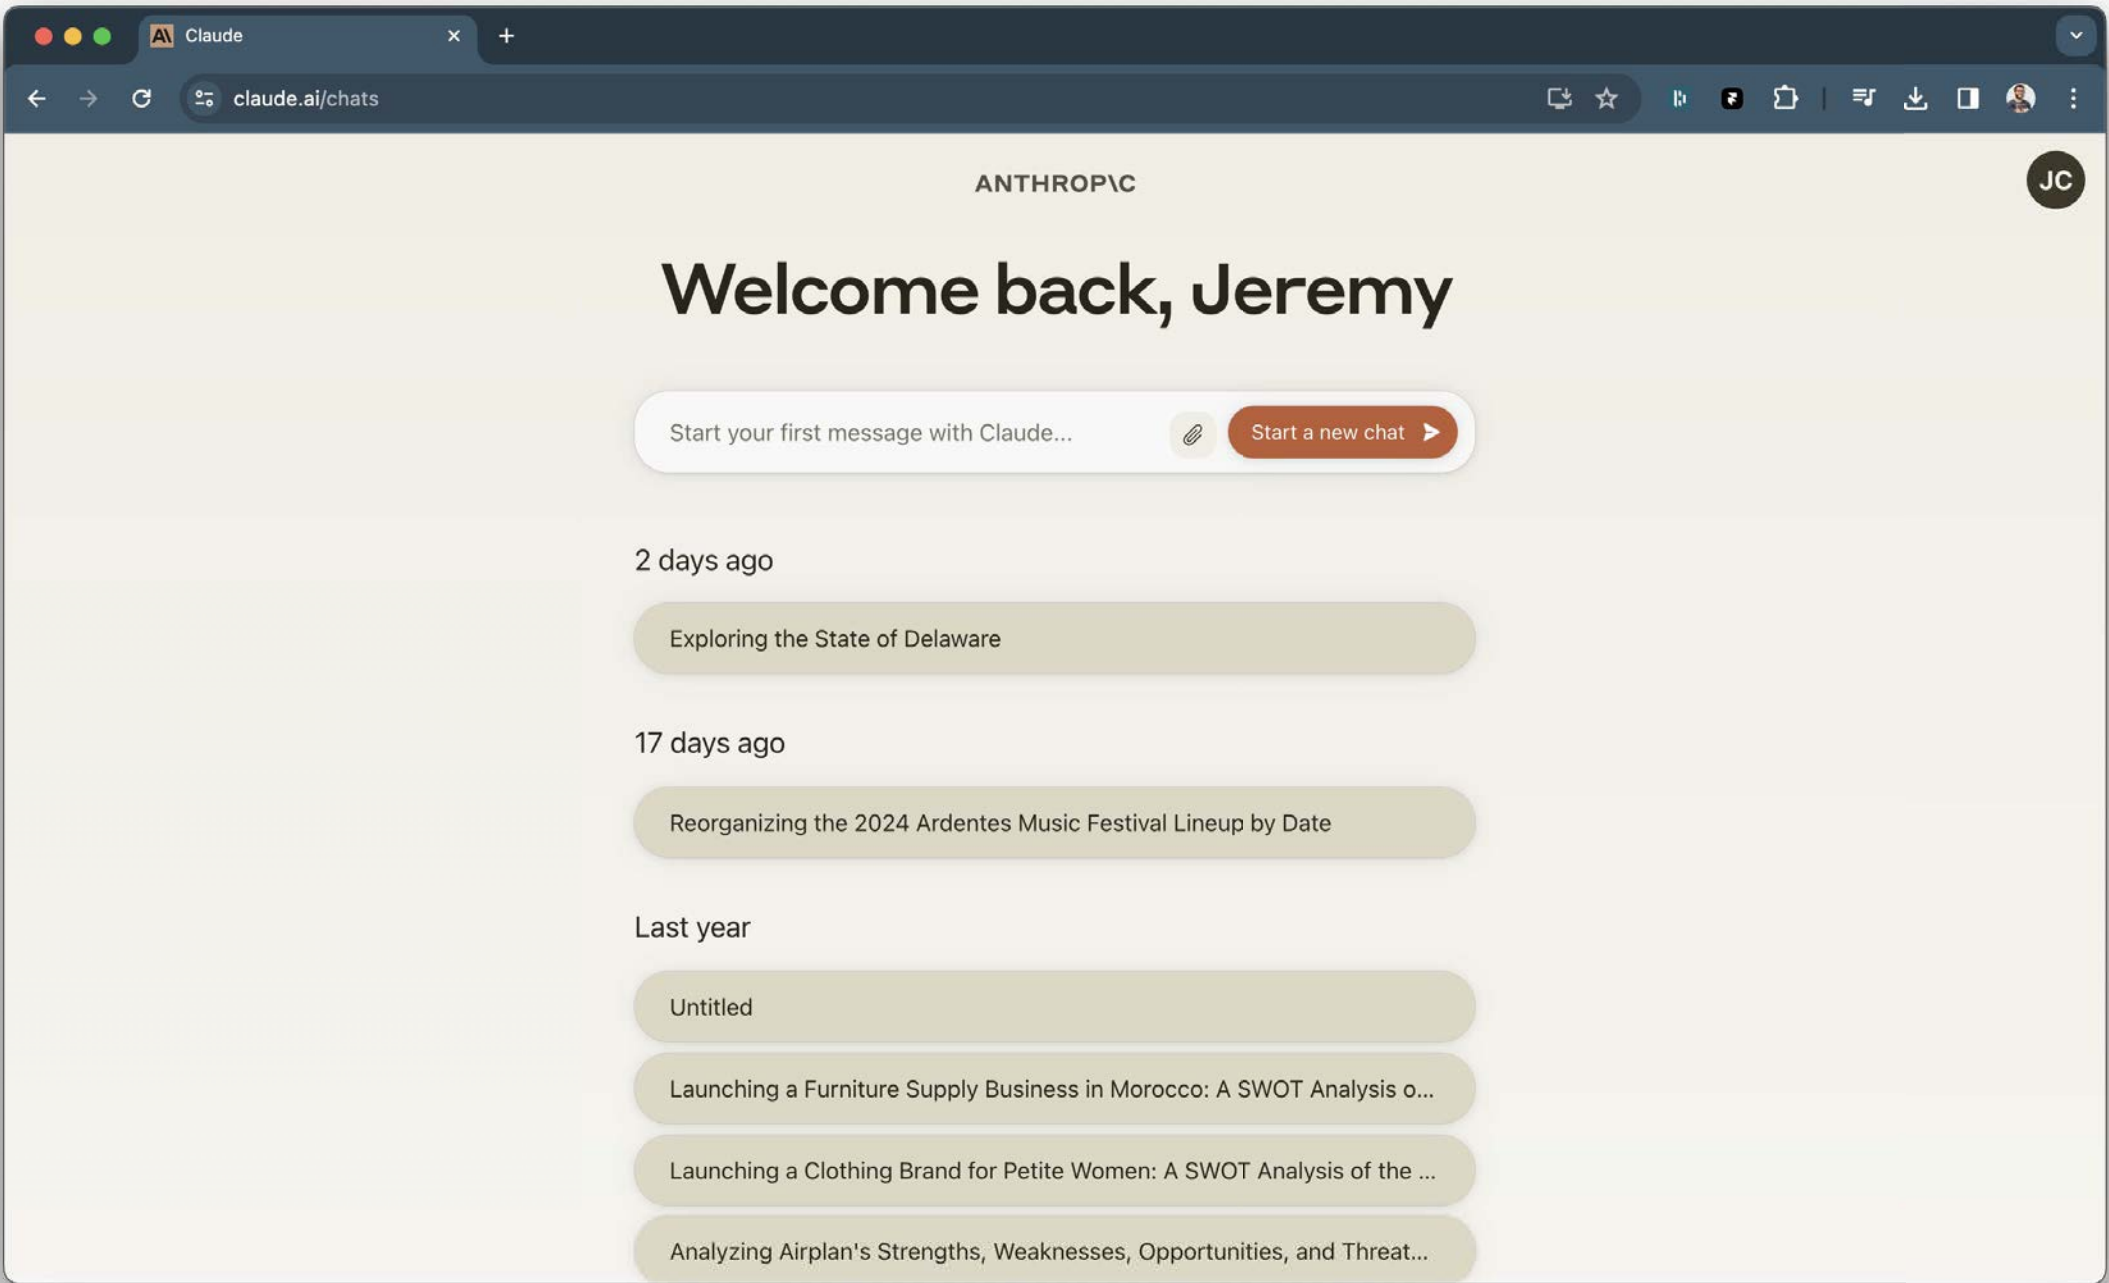 Claude
claude.ai/chats
ANTHROP\C
JC
Welcome back, Jeremy
Start your first message with Claude...
Start a new chat
2 days ago
Exploring the State of Delaware
17 days ago
Reorganizing the 2024 Ardentes Music Festival Lineup by Date
Last year
Untitled
Launching a Furniture Supply Business in Morocco: A SWOT Analysis o...
Launching a Clothing Brand for Petite Women: A SWOT Analysis of the ...
Analyzing Airplan's Strengths, Weaknesses, Opportunities, and Threat...